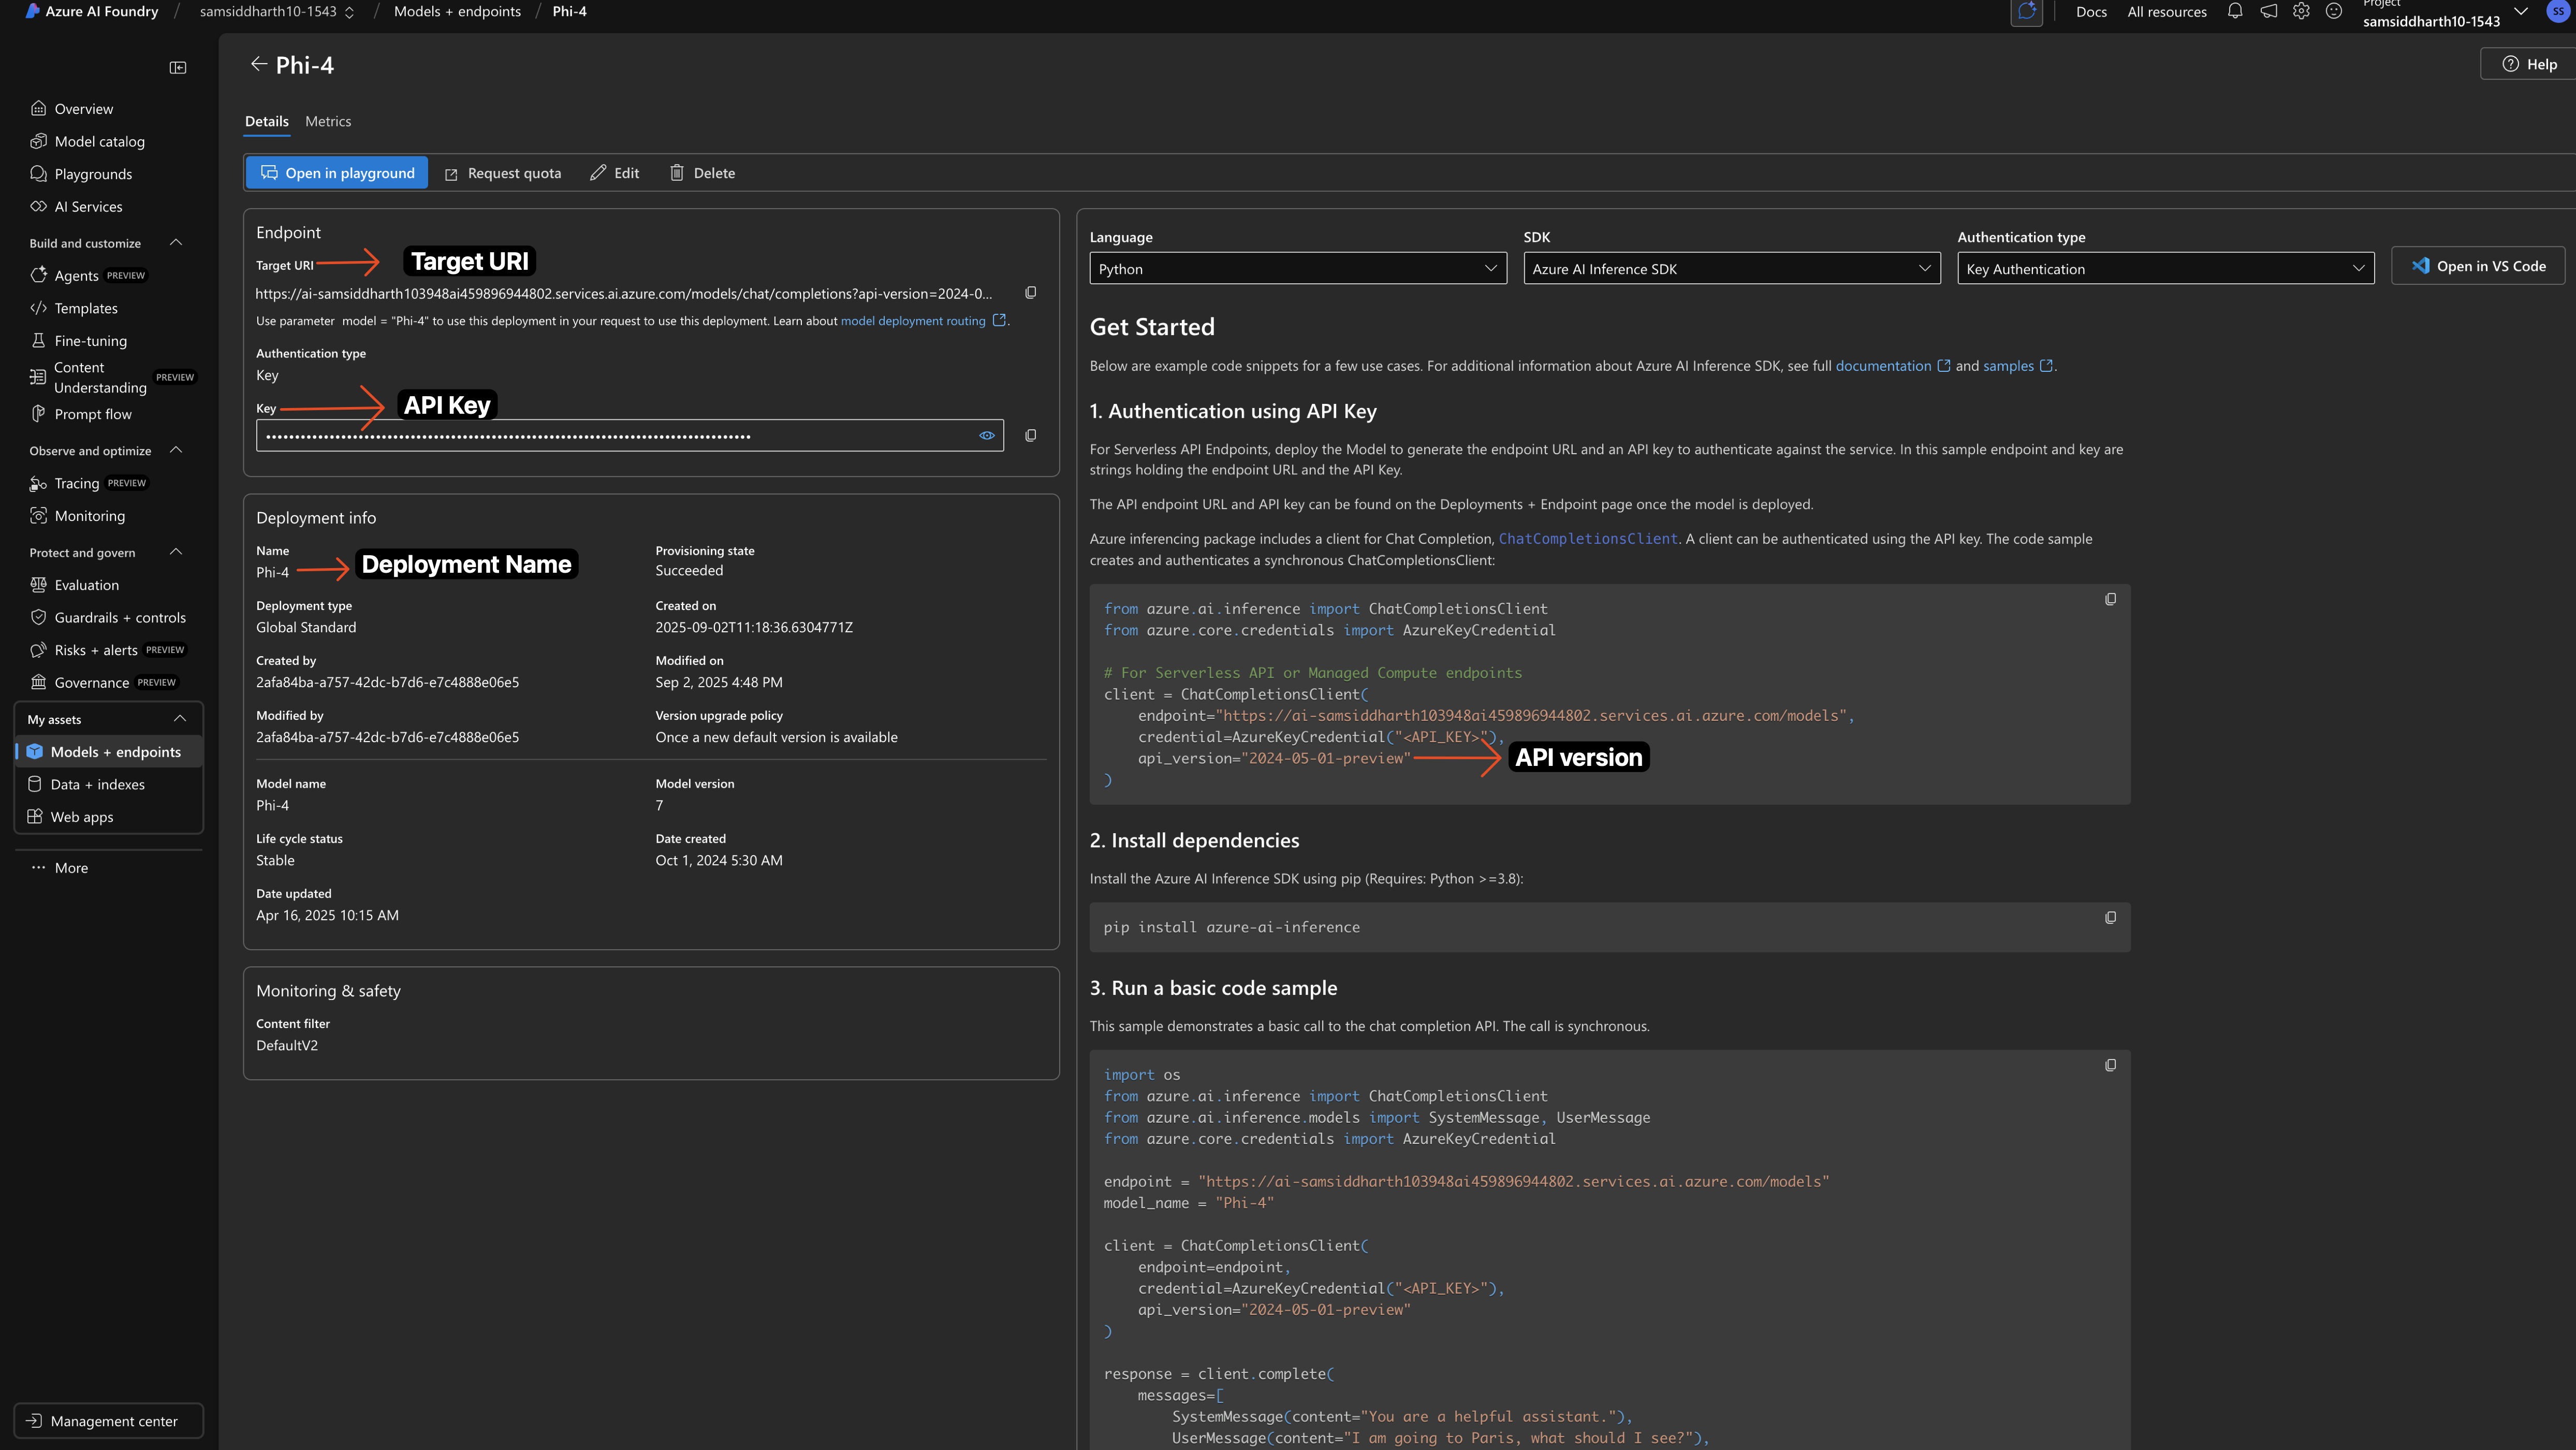 Azure AI Foundry / samsiddharth10-1543 / Models + endpoints / Phi-4
Docs All resources
Project
samsiddharth10-1543
SS
Phi-4
Help
Overview
Model catalog
Playgrounds
AI Services
Build and customize
Agents PREVIEW
Templates
Fine-tuning
Content
Understanding
PREVIEW
Prompt flow
Observe and optimize
Tracing PREVIEW
Monitoring
Protect and govern
Evaluation
Guardrails + controls
Risks + alerts PREVIEW
Governance PREVIEW
My assets
Models + endpoints
Data + indexes
Web apps
More
Management center
Details Metrics
Open in playground Request quota Edit Delete
Endpoint
Target URI
Target URI
https://ai-samsiddharth103948ai459896944802.services.ai.azure.com/models/chat/completions?api-version=2024-0...
Use parameter model = "Phi-4" to use this deployment in your request to use this deployment. Learn about model deployment routing .
Authentication type
Key
Key
API Key
••••••••••••••••••••••••••••••••••••••••••••••••••••••••••••••••••••••••••••••••••••
Deployment info
Name
Phi-4
Deployment Name
Provisioning state
Succeeded
Deployment type
Global Standard
Created on
2025-09-02T11:18:36.6304771Z
Created by
2afa84ba-a757-42dc-b7d6-e7c4888e06e5
Modified on
Sep 2, 2025 4:48 PM
Modified by
2afa84ba-a757-42dc-b7d6-e7c4888e06e5
Version upgrade policy
Once a new default version is available
Model name
Phi-4
Model version
7
Life cycle status
Stable
Date created
Oct 1, 2024 5:30 AM
Date updated
Apr 16, 2025 10:15 AM
Monitoring & safety
Content filter
DefaultV2
Language
Python
SDK
Azure AI Inference SDK
Authentication type
Key Authentication
Open in VS Code
Get Started
Below are example code snippets for a few use cases. For additional information about Azure AI Inference SDK, see full documentation and samples .
1. Authentication using API Key
For Serverless API Endpoints, deploy the Model to generate the endpoint URL and an API key to authenticate against the service. In this sample endpoint and key are
strings holding the endpoint URL and the API Key.
The API endpoint URL and API key can be found on the Deployments + Endpoint page once the model is deployed.
Azure inferencing package includes a client for Chat Completion, ChatCompletionsClient. A client can be authenticated using the API key. The code sample
creates and authenticates a synchronous ChatCompletionsClient:
from azure.ai.inference import ChatCompletionsClient
from azure.core.credentials import AzureKeyCredential
# For Serverless API or Managed Compute endpoints
client = ChatCompletionsClient(
endpoint="https://ai-samsiddharth103948ai459896944802.services.ai.azure.com/models",
credential=AzureKeyCredential("<API_KEY>"),
api_version="2024-05-01-preview"
API version
)
2. Install dependencies
Install the Azure AI Inference SDK using pip (Requires: Python >=3.8):
pip install azure-ai-inference
3. Run a basic code sample
This sample demonstrates a basic call to the chat completion API. The call is synchronous.
import os
from azure.ai.inference import ChatCompletionsClient
from azure.ai.inference.models import SystemMessage, UserMessage
from azure.core.credentials import AzureKeyCredential
endpoint = "https://ai-samsiddharth103948ai459896944802.services.ai.azure.com/models"
model_name = "Phi-4"
client = ChatCompletionsClient(
endpoint=endpoint,
credential=AzureKeyCredential("<API_KEY>"),
api_version="2024-05-01-preview"
)
response = client.complete(
messages=[
SystemMessage(content="You are a helpful assistant."),
UserMessage(content="I am going to Paris, what should I see?"),